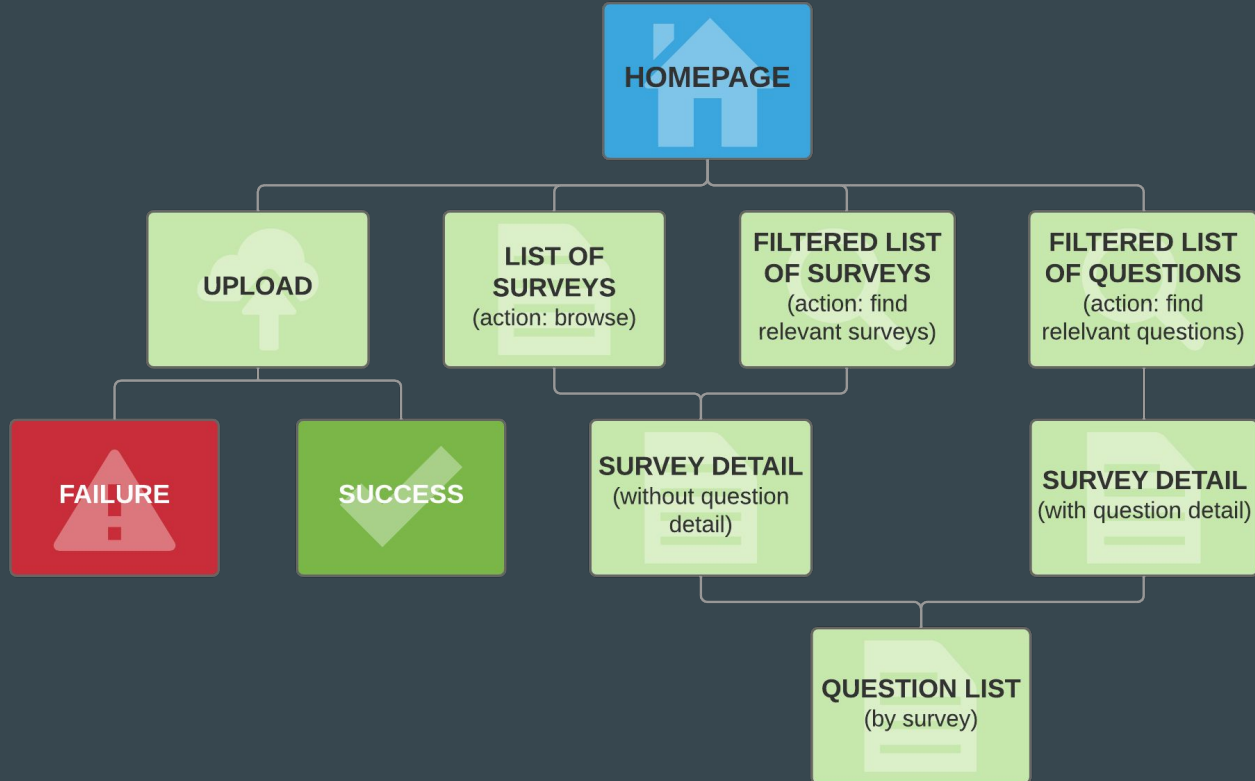 HOMEPAGE
UPLOAD
LIST OF
SURVEYS
(action: browse)
FILTERED LIST
OF SURVEYS
(action: find
relevant surveys)
FILTERED LIST
OF QUESTIONS
(action: find
relelvant questions)
FAILURE
SUCCESS
SURVEY DETAIL
(without question
detail)
SURVEY DETAIL
(with question detail)
QUESTION LIST
(by survey)